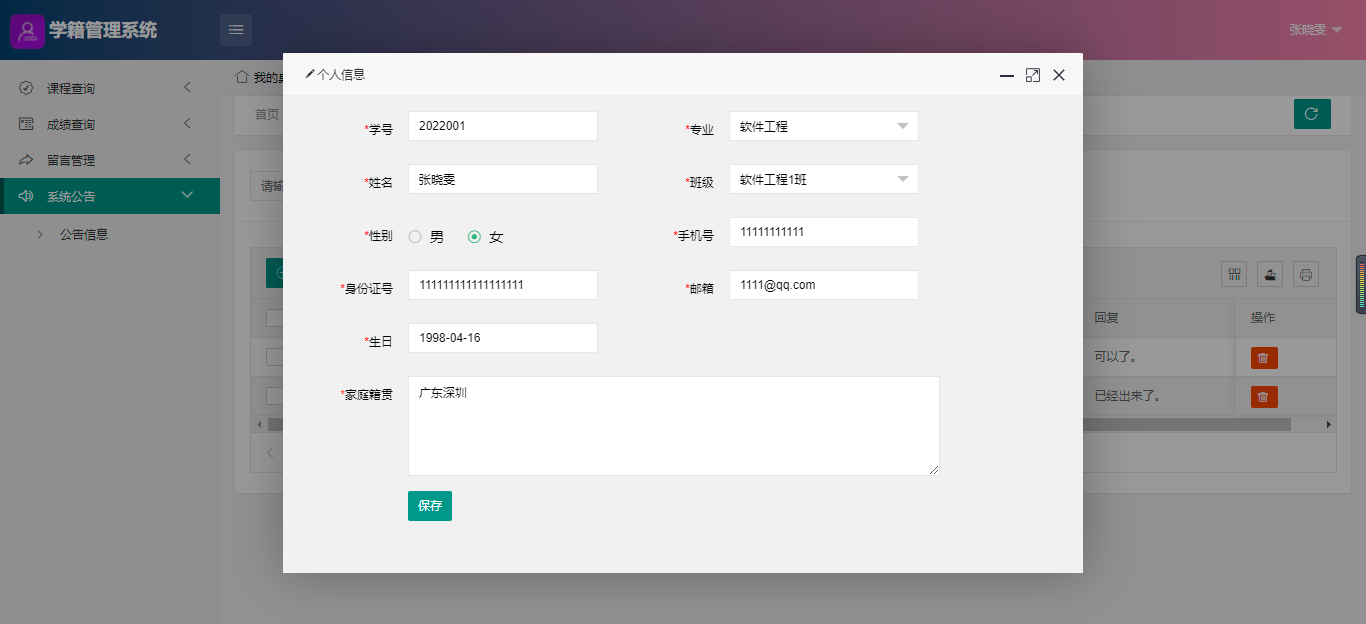 学籍管理系统
张晓雯
课程查询
成绩查询
留言管理
系统公告
公告信息
我的
首页
请输
个人信息
*学号 2022001
*专业 软件工程
*姓名 张晓雯
*班级 软件工程1班
*性别 男 女
*手机号 11111111111
*身份证号 111111111111111111
*邮箱 1111@qq.com
*生日 1998-04-16
*家庭籍贯 广东深圳
保存
回复 操作
可以了。
已经出来了。